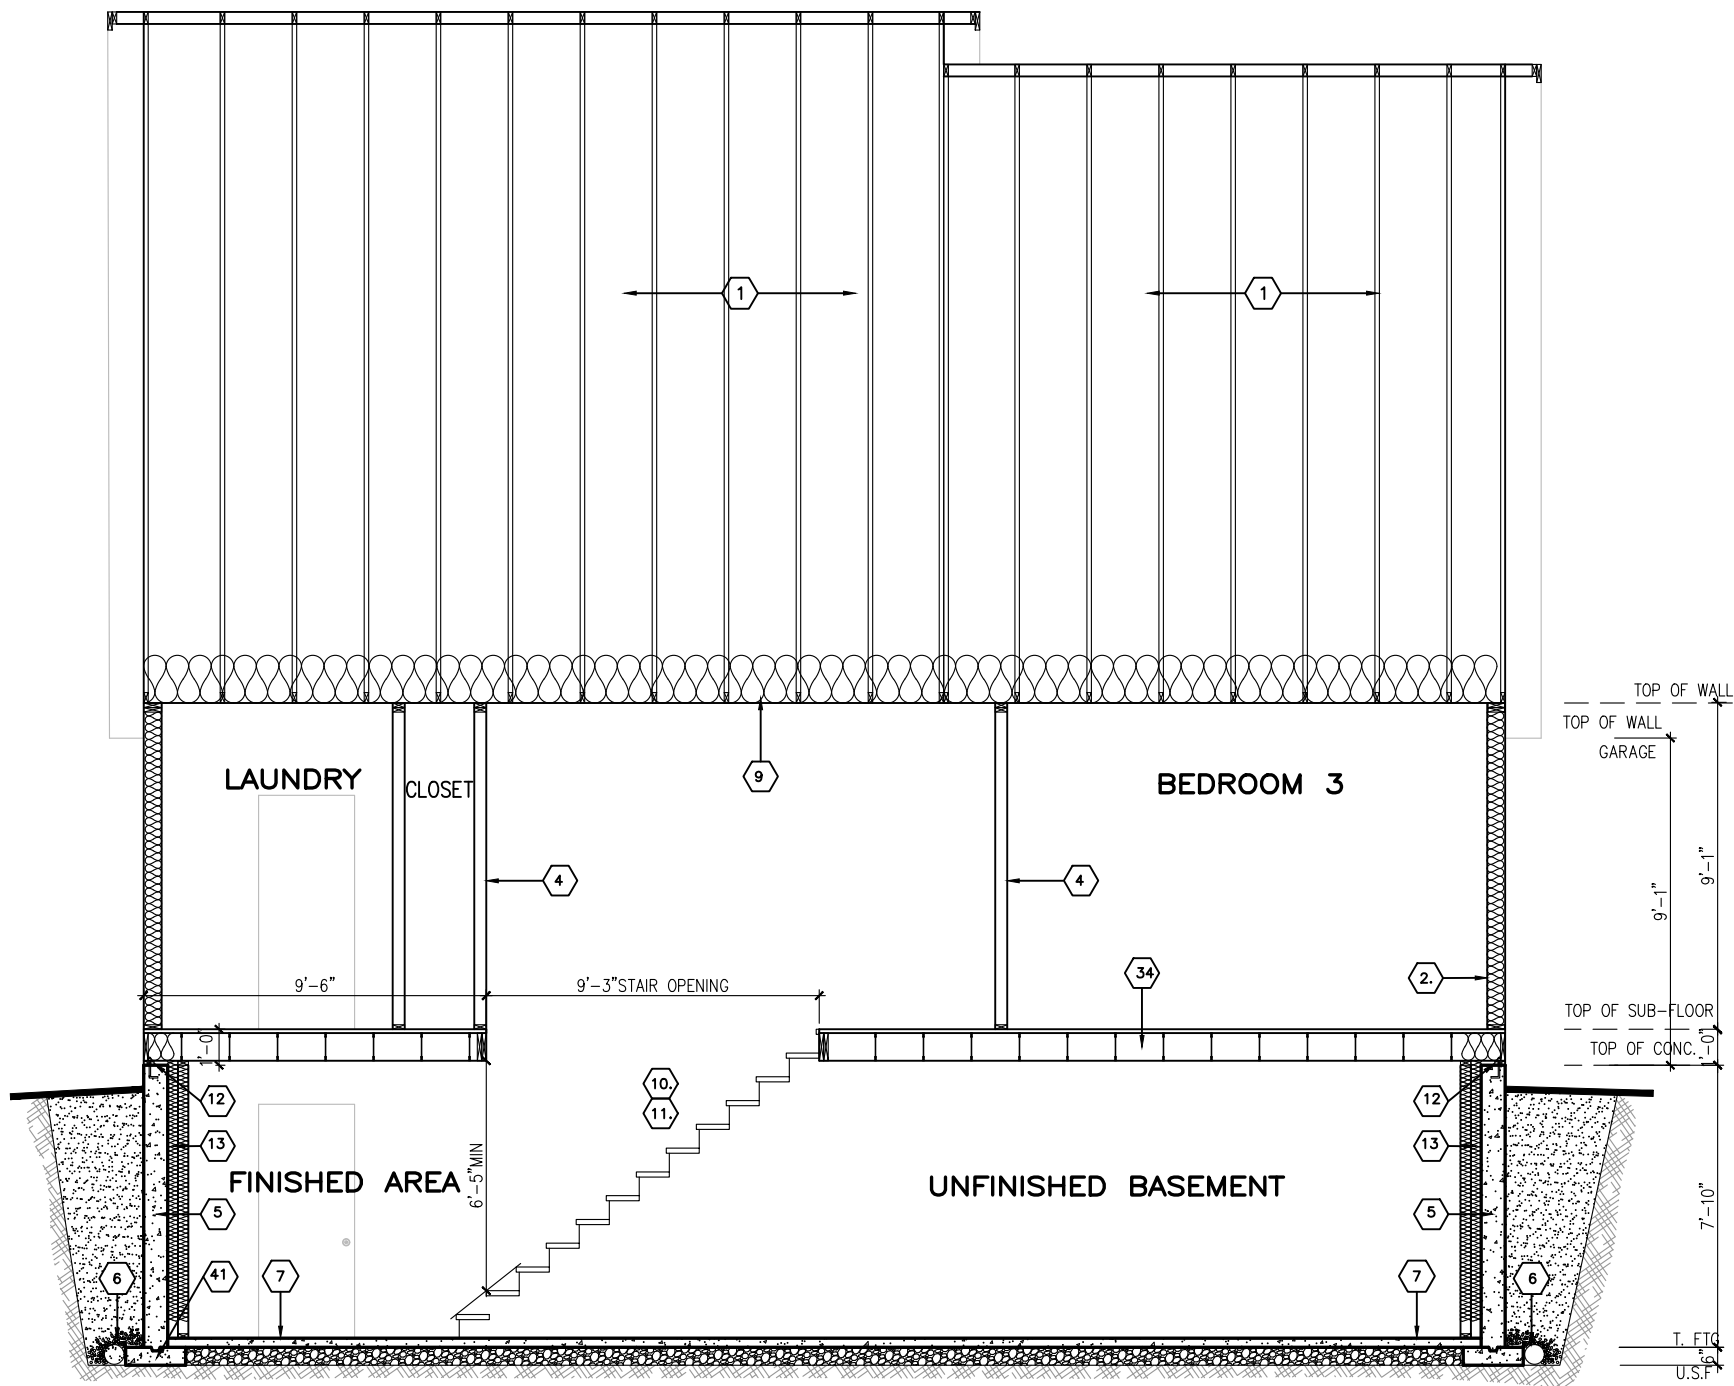 1
1
TOP OF WALL
TOP OF WALL
GARAGE
9
LAUNDRY
CLOSET
BEDROOM 3
4
4
9'-1"
9'-1"
9'-6"
9'-3"STAIR OPENING
34
2.
TOP OF SUB-FLOOR
1'-0"
TOP OF CONC.
1'-0"
10.
11.
12
12
13
13
FINISHED AREA
6'-5"MIN
UNFINISHED BASEMENT
5
5
7'-10"
6
41
7
7
6
T. FTG
6"
U.S.F